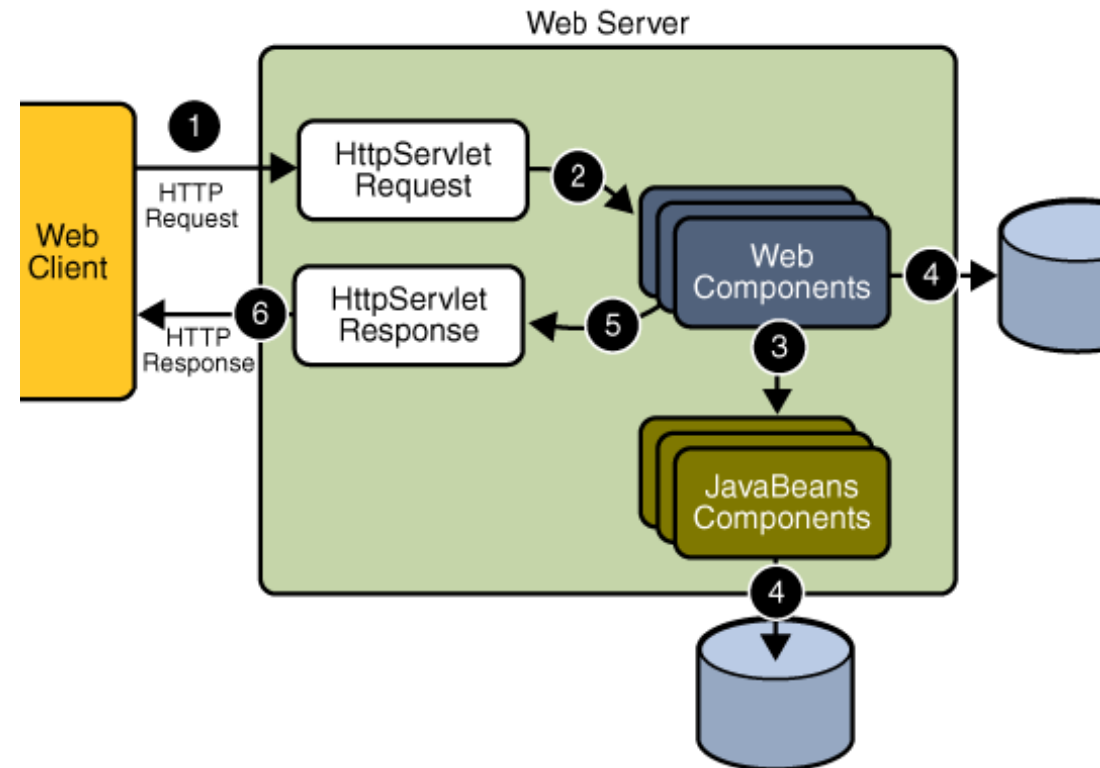 Web Server
1
HTTP
Request
HttpServlet
Request
2
Web
Client
Web
Components
4
6
HTTP
Response
HttpServlet
Response
5
3
JavaBeans
Components
4